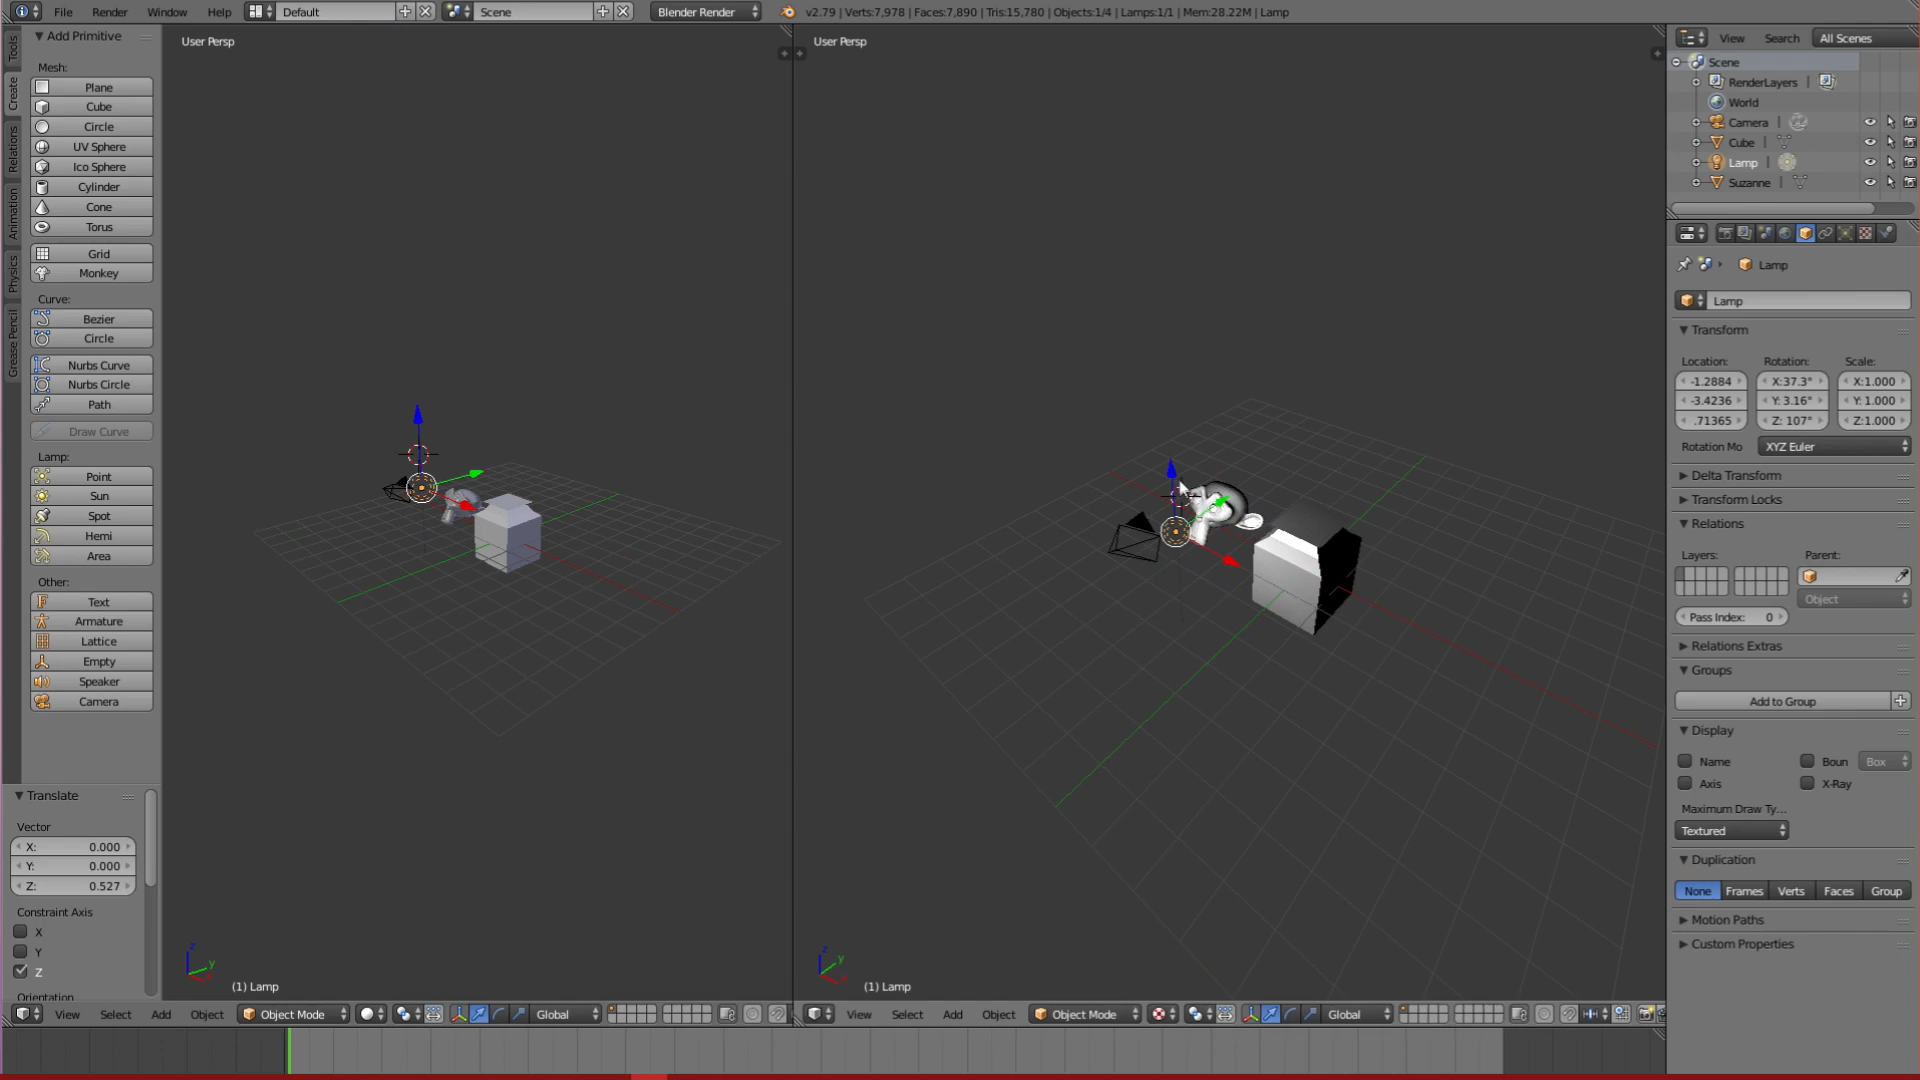 File Render Window Help Default Scene Blender Render v2.79 | Verts:7,978 | Faces:7,890 | Tris:15,780 | Objects:1/4 | Lamps:1/1 | Mem:28.22M | Lamp
Tools
Create
Relations
Animation
Physics
Grease Pencil
Add Primitive
Mesh:
Plane
Cube
Circle
UV Sphere
Ico Sphere
Cylinder
Cone
Torus
Grid
Monkey
Curve:
Bezier
Circle
Nurbs Curve
Nurbs Circle
Path
Draw Curve
Lamp:
Point
Sun
Spot
Hemi
Area
Other:
Text
Armature
Lattice
Empty
Speaker
Camera
Translate
Vector
X: 0.000
Y: 0.000
Z: 0.527
Constraint Axis
X
Y
Z
Orientation
User Persp
z
y
x
(1) Lamp
View Select Add Object Object Mode Global
User Persp
z
y
x
(1) Lamp
View Select Add Object Object Mode Global
View Search All Scenes
Scene
RenderLayers |
World
Camera |
Cube |
Lamp |
Suzanne |
Lamp
Lamp
Transform
Location: Rotation: Scale:
-1.2884 X:37.3° X:1.000
-3.4236 Y: 3.16° Y: 1.000
.71365 Z: 107° Z:1.000
Rotation Mo XYZ Euler
Delta Transform
Transform Locks
Relations
Layers: Parent:
Object
Pass Index: 0
Relations Extras
Groups
Add to Group
Display
Name Boun Box
Axis X-Ray
Maximum Draw Ty...
Textured
Duplication
None Frames Verts Faces Group
Motion Paths
Custom Properties